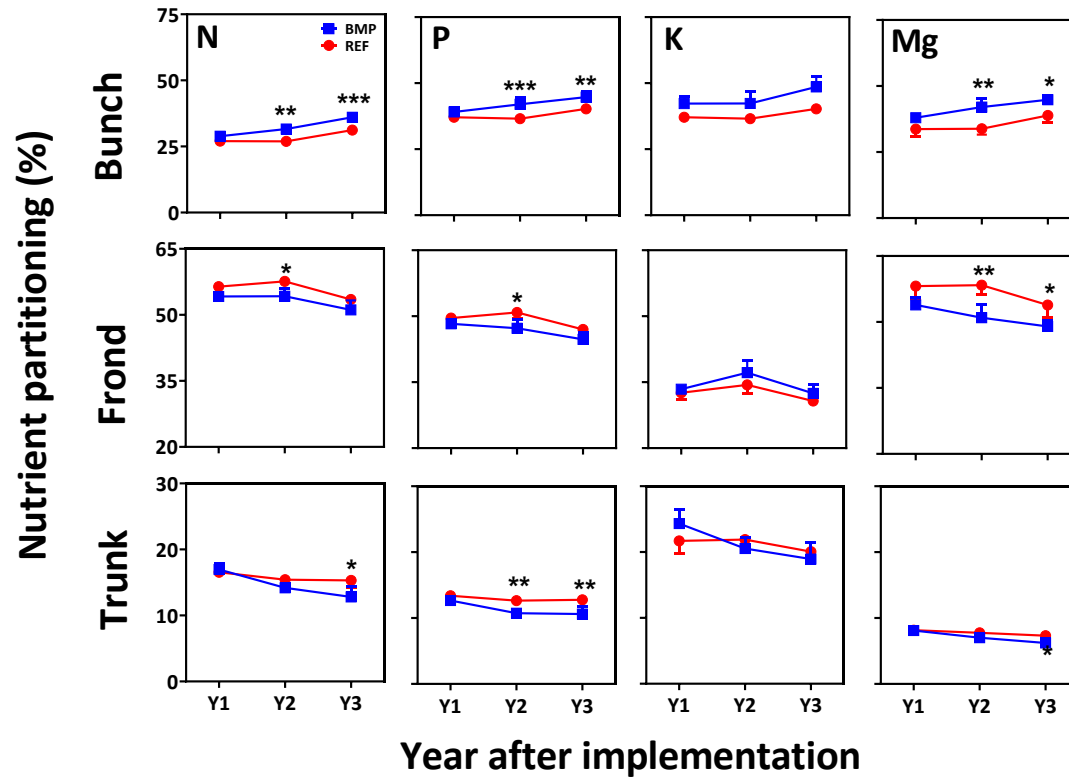 Nutrient partitioning (%)
Bunch
75
50
25
0
N
BMP
REF
**
***
P
***
**
K
Mg
**
*
Frond
65
50
35
20
*
*
**
*
Trunk
30
20
10
0
*
**
**
*
Y1 Y2 Y3 Y1 Y2 Y3 Y1 Y2 Y3 Y1 Y2 Y3
Year after implementation